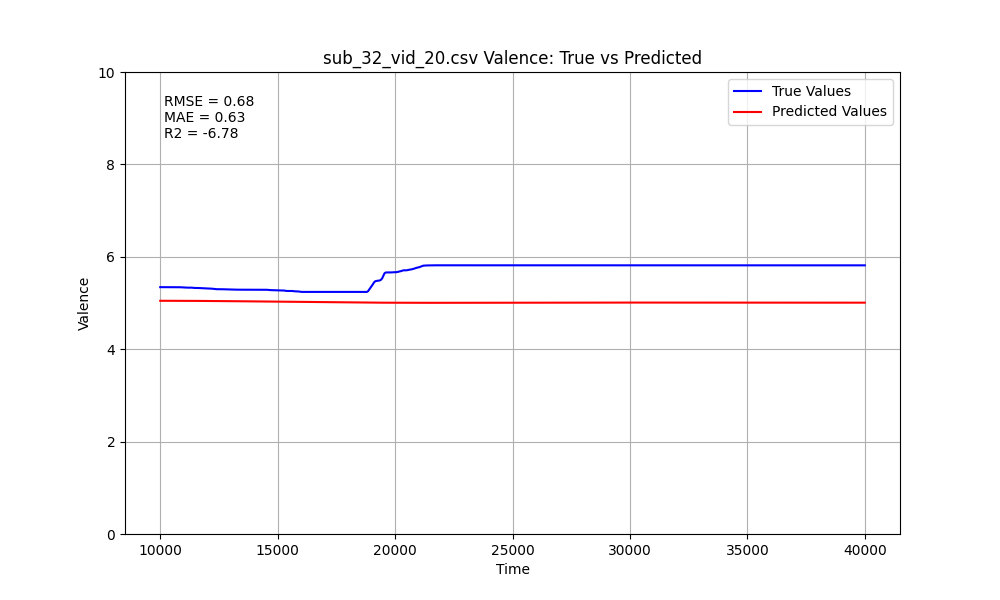 sub_32_vid_20.csv Valence: True vs Predicted
RMSE = 0.68
MAE = 0.63
R2 = -6.78
True Values
Predicted Values
Valence
10
8
6
4
2
0
10000 15000 20000 25000 30000 35000 40000
Time